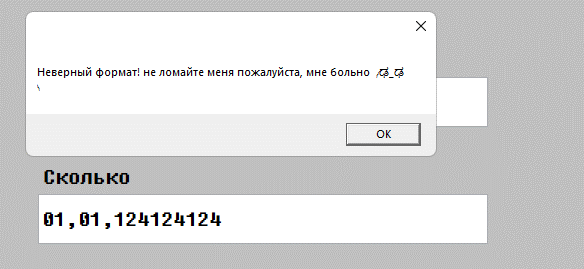 Неверный формат! не ломайте меня пожалуйста, мне больно
\
OK
Сколько
01,01,124124124